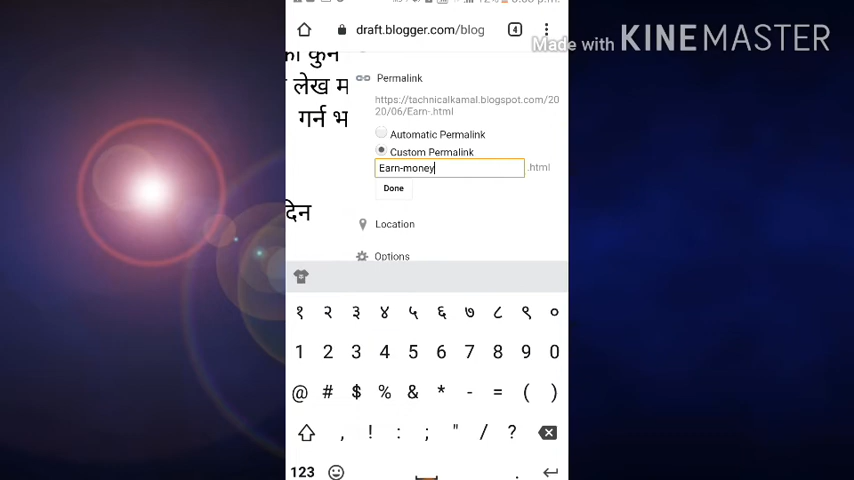 draft.blogger.com/blog
4
Made with KINEMASTER
Permalink
लेख म
https://tachnicalkamal.blogspot.com/20
20/06/Earn-.html
गर्न भ
Automatic Permalink
Custom Permalink
Earn-money .html
Done
दिन
Location
Options
१ २ ३ ४ ५ ६ ७ ८ ९ ०
1 2 3 4 5 6 7 8 9 0
@ # $ % & * - = ( )
, ! : ; " / ?
123 .